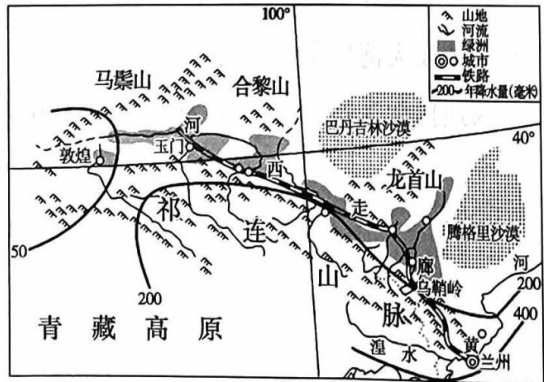 100°
山地
河流
绿洲
城市
铁路
200 年降水量(毫米)
马鬃山
合黎山
巴丹吉林沙漠
40°
河
玉门
敦煌
西
龙首山
走
祁
连
腾格里沙漠
50
山
廊
乌鞘岭
河
200
200
脉
400
青藏高原
黄
湟水
兰州